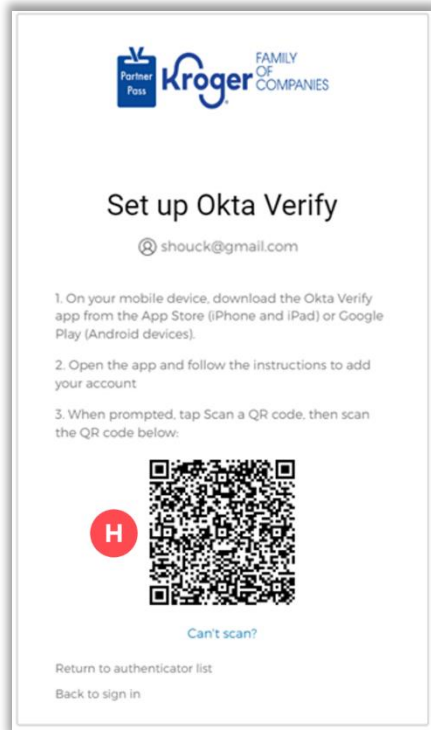 Partner
Pass
Kroger
FAMILY
OF
COMPANIES
Set up Okta Verify
shouck@gmail.com
1. On your mobile device, download the Okta Verify
app from the App Store (iPhone and iPad) or Google
Play (Android devices).
2. Open the app and follow the instructions to add
your account
3. When prompted, tap Scan a QR code, then scan
the QR code below:
H
Can't scan?
Return to authenticator list
Back to sign in